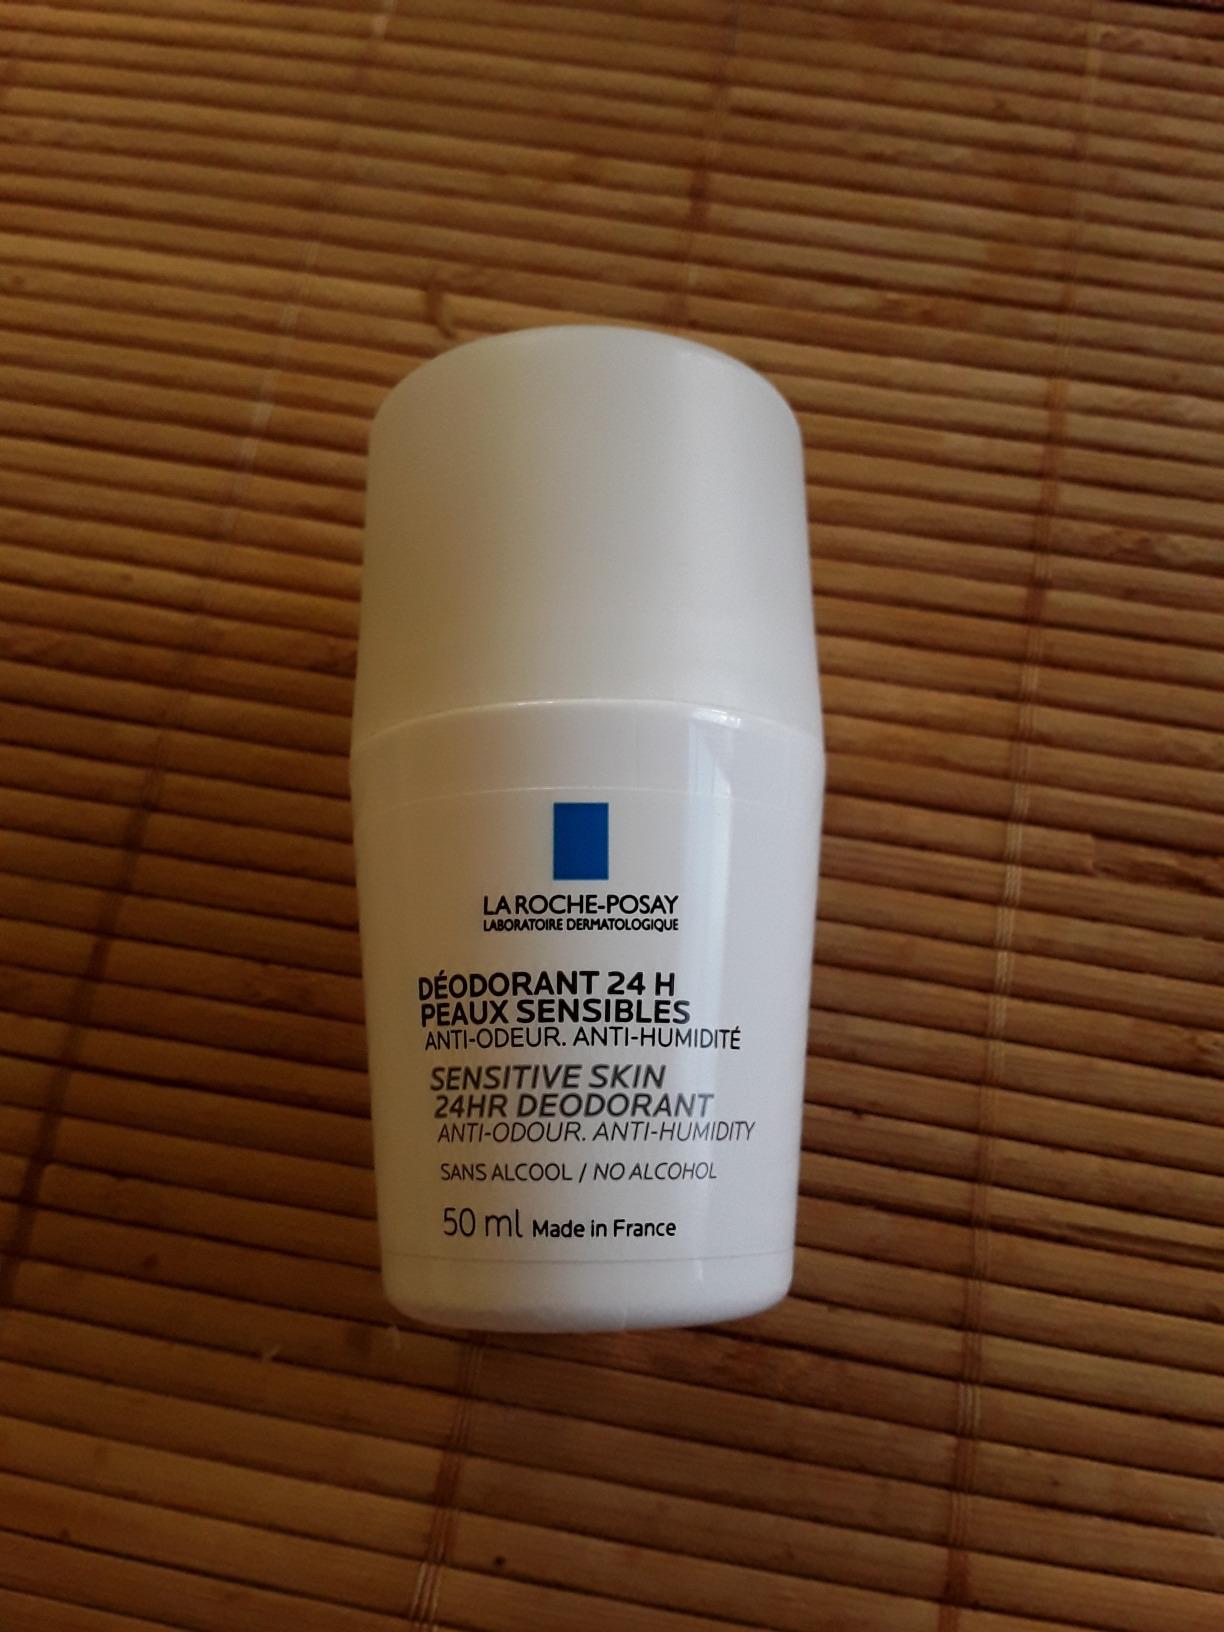 LA ROCHE-POSAY
LABORATOIRE DERMATOLOGIQUE
DÉODORANT 24 H
PEAUX SENSIBLES
ANTI-ODEUR. ANTI-HUMIDITÉ
SENSITIVE SKIN
24HR DEODORANT
ANTI-ODOUR. ANTI-HUMIDITY
SANS ALCOOL / NO ALCOHOL
50 ml Made in France